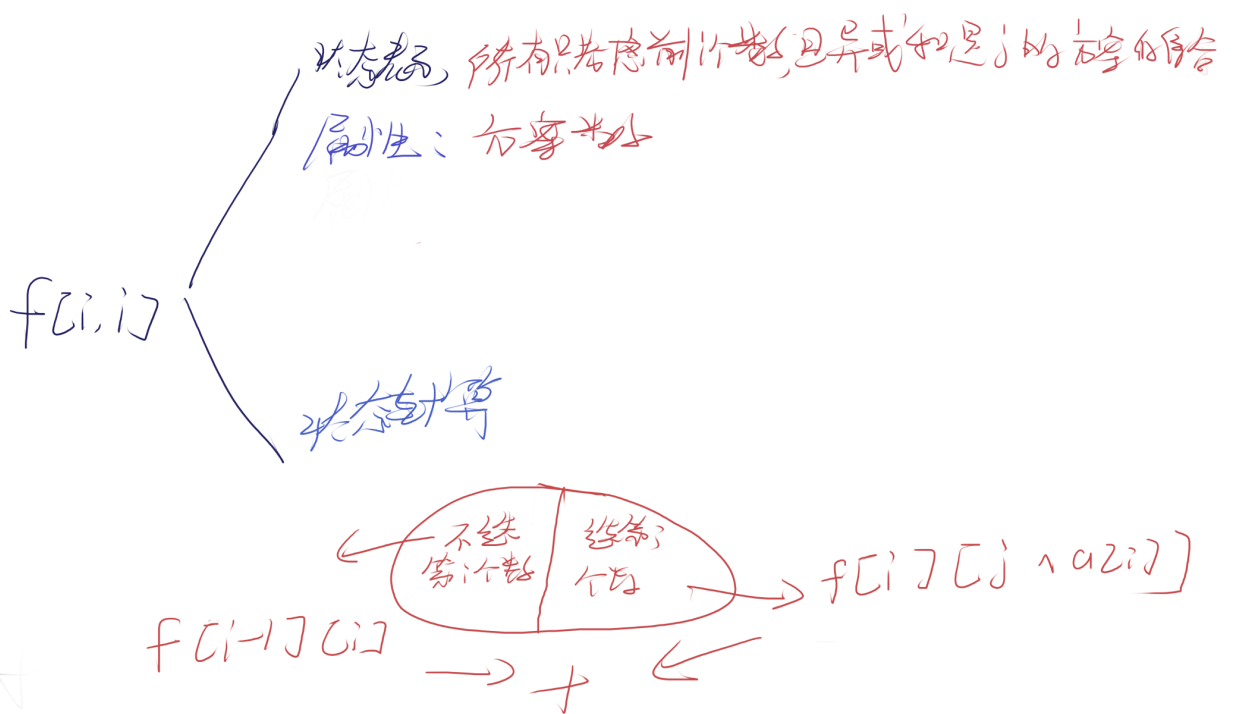 状态表示, 所有只考虑前i个数,且异或和是j的方案的集合
属性: 方案数
f[i,j]
状态计算
不选 第i个数
选第i 个数
f[i][j ^ a[i]]
f[i-1][j]
+